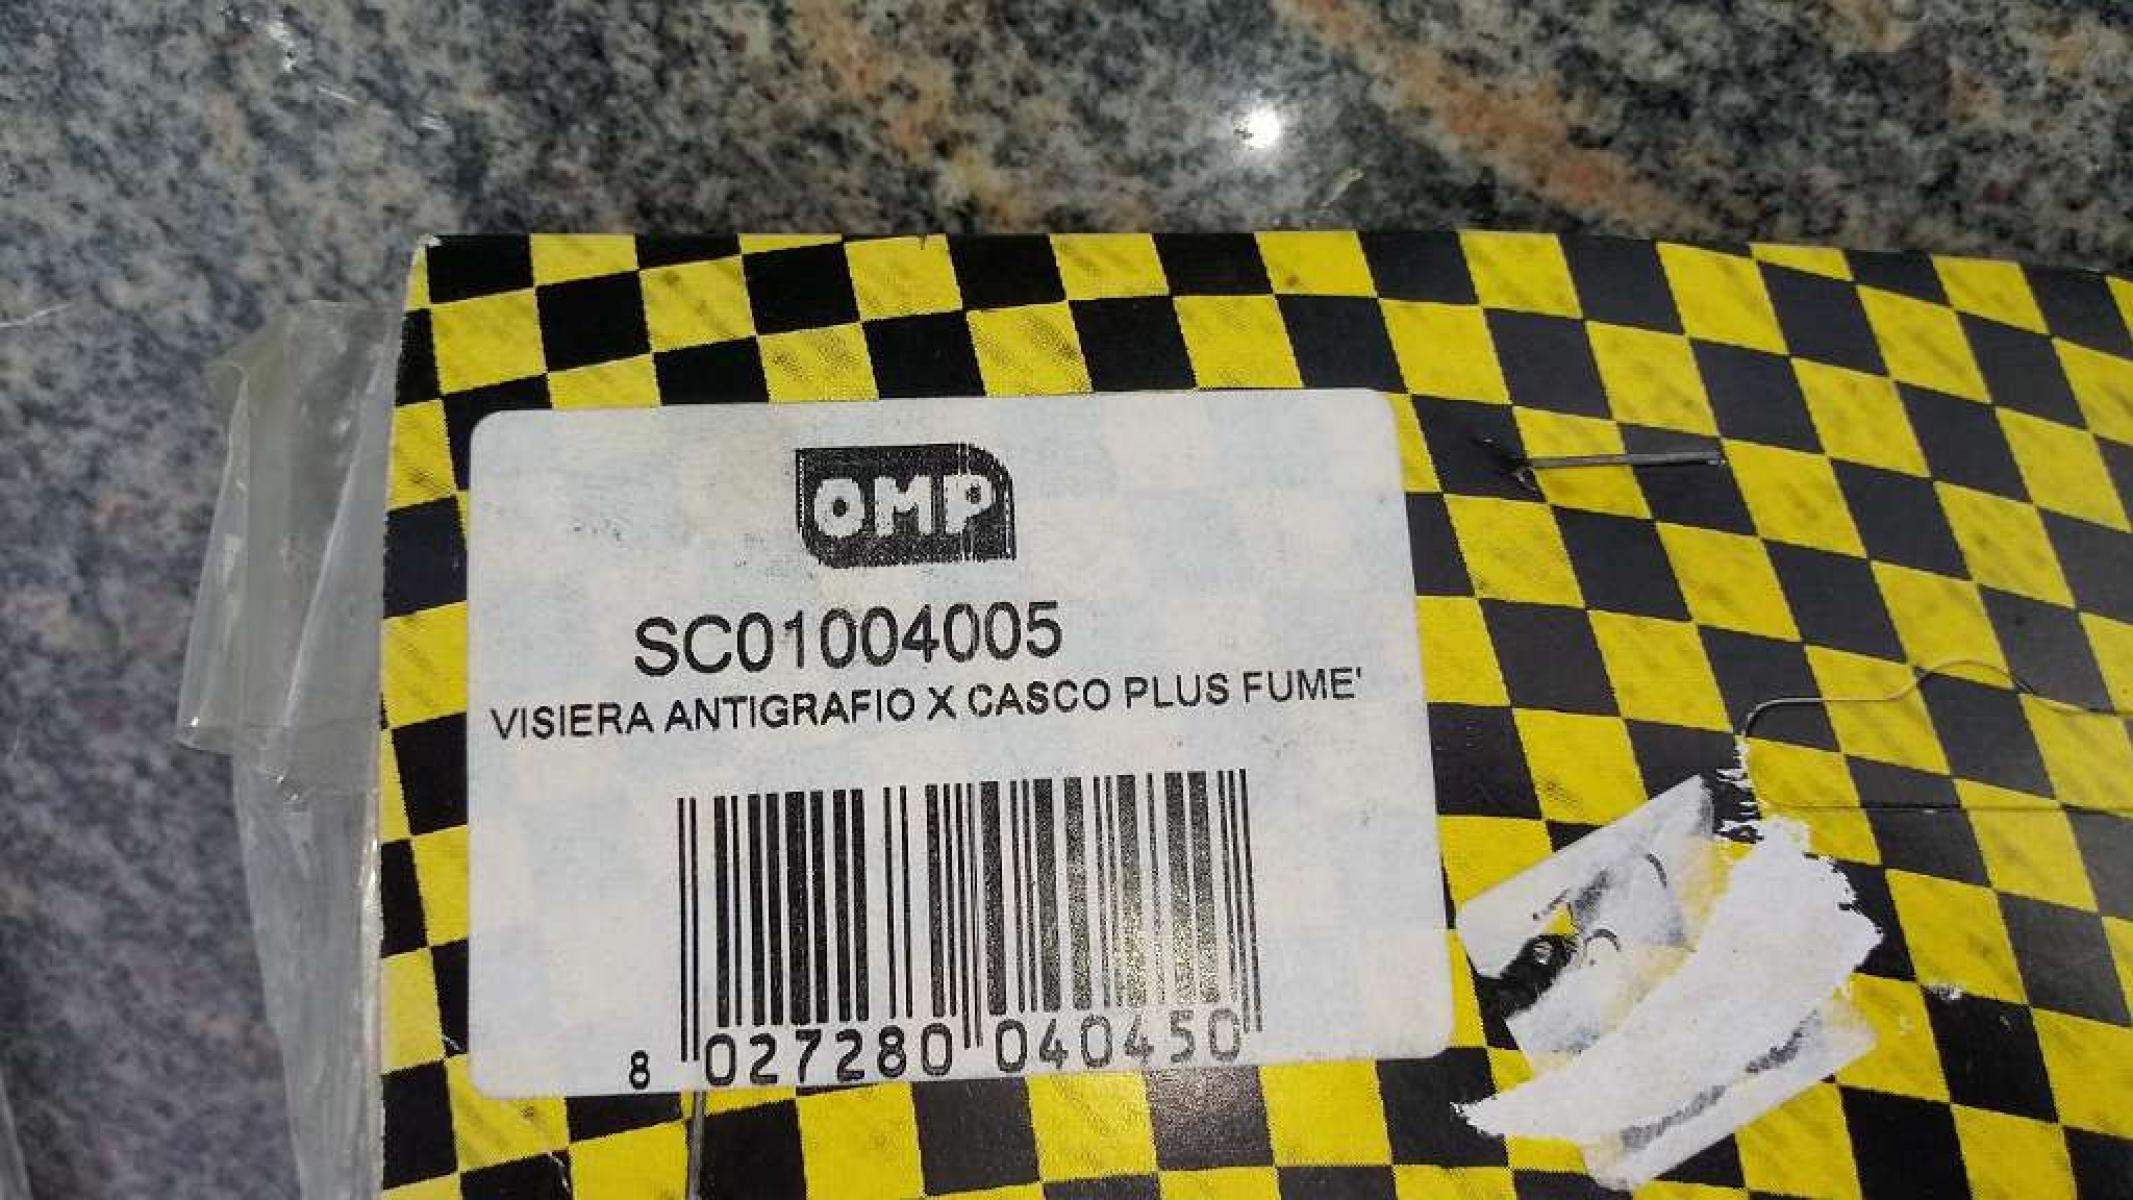 OMP
SC01004005
VISIERA ANTIGRAFIO X CASCO PLUS FUME'
8 027280 040450